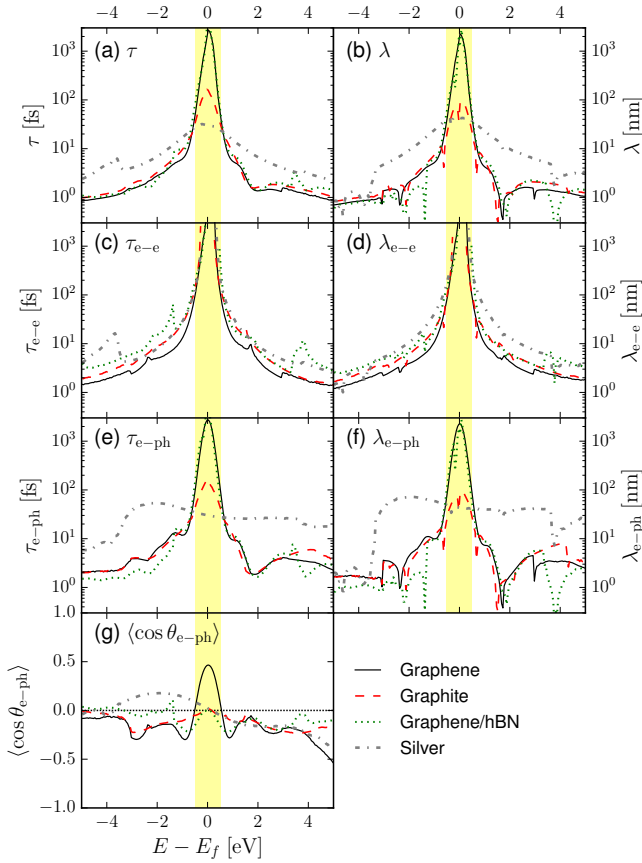 −4 −2 0 2 4
−4 −2 0 2 4
(a) τ
(b) λ
10³
10²
10¹
10⁰
τ [fs]
10³
10²
10¹
10⁰
λ [nm]
(c) τe−e
(d) λe−e
10³
10²
10¹
10⁰
τe−e [fs]
10³
10²
10¹
10⁰
λe−e [nm]
(e) τe−ph
(f) λe−ph
10³
10²
10¹
10⁰
τe−ph [fs]
10³
10²
10¹
10⁰
λe−ph [nm]
(g) ⟨cos θe−ph⟩
1.0
0.5
0.0
−0.5
−1.0
⟨cos θe−ph⟩
−4 −2 0 2 4
E − Ef [eV]
Graphene
Graphite
Graphene/hBN
Silver